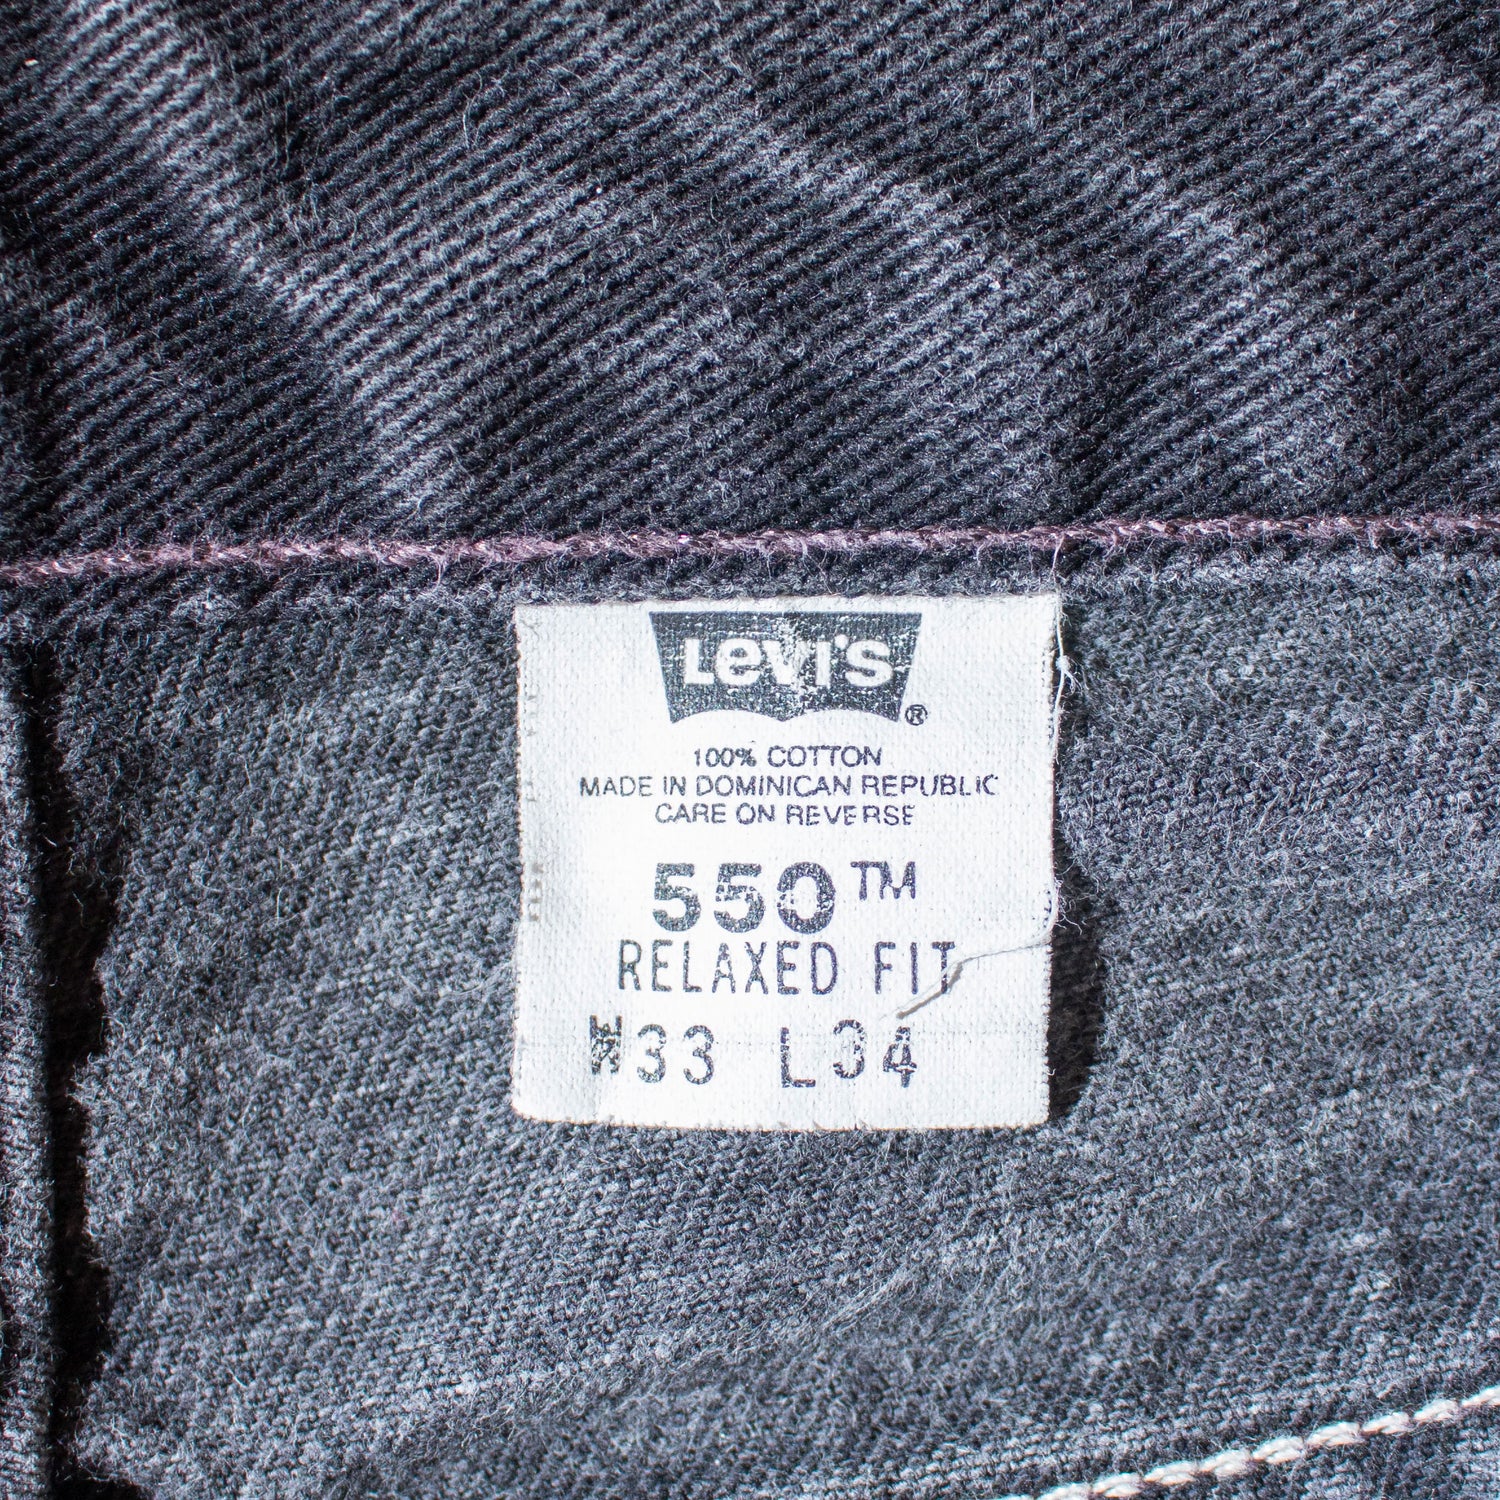 Levi's ®
100% COTTON
MADE IN DOMINICAN REPUBLIC
CARE ON REVERSE
550™
RELAXED FIT
W33 L34